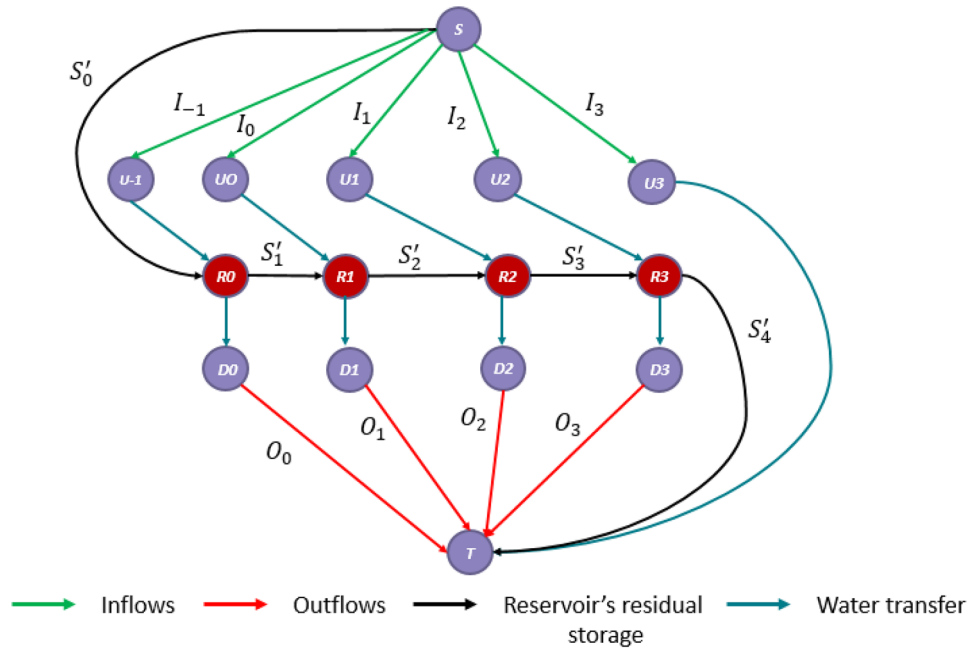 S
S′₀
I₋₁
I₀
I₁
I₂
I₃
U-1
UO
U1
U2
U3
R0
S′₁
R1
S′₂
R2
S′₃
R3
S′₄
D0
D1
D2
D3
O₀
O₁
O₂
O₃
T
Inflows
Outflows
Reservoir's residual
storage
Water transfer